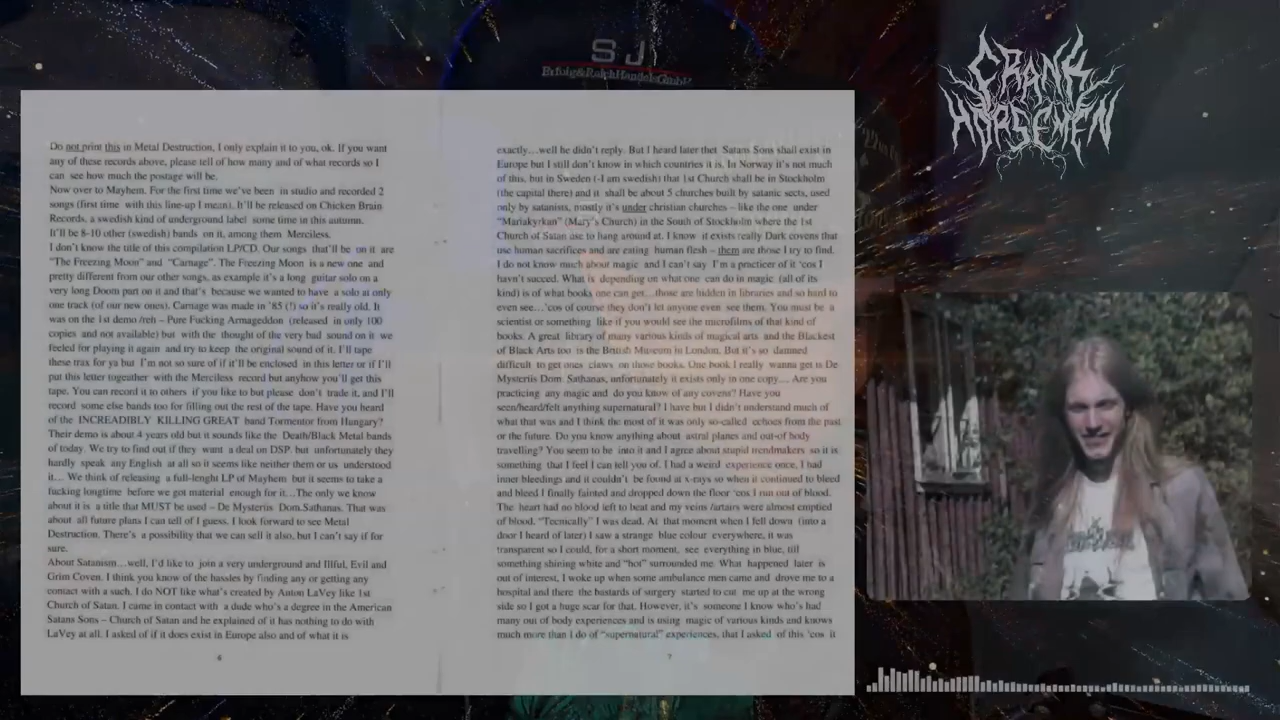 SJ
Erfolg&RalchHandelsGmbH
CRANK
HORSEMEN
Do not print this in Metal Destruction, I only explain it to you, ok. If you want
any of these records above, please tell of how many and of what records so I
can see how much the postage will be.
Now over to Mayhem. For the first time we've been in studio and recorded 2
songs (first time with this line-up I mean). It'll be released on Chicken Brain
Records, a swedish kind of underground label some time in this autumn.
It'll be 8-10 other (swedish) bands on it, among them Merciless.
I don't know the title of this compilation LP/CD. Our songs that'll be on it are
"The Freezing Moon" and "Carnage". The Freezing Moon is a new one and
pretty different from our other songs, as example it's a long guitar solo on a
very long Doom part on it and that's because we wanted to have a solo at only
one track (of our new ones). Carnage was made in '85 (!) so it's really old. It
was on the 1st demo /reh – Pure Fucking Armageddon (released in only 100
copies and not available) but with the thought of the very bad sound on it we
feeled for playing it again and try to keep the original sound of it. I'll tape
these trax for ya but I'm not so sure of if it'll be enclosed in this letter or if I'll
put this letter togeather with the Merciless record but anyhow you'll get this
tape. You can record it to others if you like to but please don't trade it, and I'll
record some else bands too for filling out the rest of the tape. Have you heard
of the INCREADIBLY KILLING GREAT band Tormentor from Hungary?
Their demo is about 4 years old but it sounds like the Death/Black Metal bands
of today. We try to find out if they want a deal on DSP but unfortunately they
hardly speak any English at all so it seems like neither them or us understood
it… We think of releasing a full-lenght LP of Mayhem but it seems to take a
fucking longtime before we got material enough for it…The only we know
about it is a title that MUST be used – De Mysteriis Dom.Sathanas. That was
about all future plans I can tell of I guess. I look forward to see Metal
Destruction. There's a possibility that we can sell it also, but I can't say if for
sure.
About Satanism…well, I'd like to join a very underground and Illful, Evil and
Grim Coven. I think you know of the hassles by finding any or getting any
contact with a such. I do NOT like what's created by Anton LaVey like 1st
Church of Satan. I came in contact with a dude who's a degree in the American
Satans Sons – Church of Satan and he explained of it has nothing to do with
LaVey at all. I asked of if it does exist in Europe also and of what it is
6
exactly…well he didn't reply. But I heard later thet Satans Sons shall exist in
Europe but I still don't know in which countries it is. In Norway it's not much
of this, but in Sweden (-I am swedish) that 1st Church shall be in Stockholm
(the capital there) and it shall be about 5 churches built by satanic sects, used
only by satanists, mostly it's under christian churches – like the one under
"Mariakyrkan" (Mary's Church) in the South of Stockholm where the 1st
Church of Satan use to hang around at. I know it exists really Dark covens that
use human sacrifices and are eating human flesh – them are those I try to find.
I do not know much about magic and I can't say I'm a practicer of it 'cos I
havn't succed. What is depending on what one can do in magic (all of its
kind) is of what books one can get…those are hidden in libraries and so hard to
even see…'cos of course they don't let anyone even see them. You must be a
scientist or something like if you would see the microfilms of that kind of
books. A great library of many various kinds of magical arts and the Blackest
of Black Arts too is the British Museum in London. But it's so damned
difficult to get ones claws on those books. One book I really wanna get is De
Mysteriis Dom. Sathanas, unfortunately it exists only in one copy… Are you
practicing any magic and do you know of any covens? Have you
seen/heard/felt anything supernatural? I have but I didn't understand much of
what that was and I think the most of it was only so-called echoes from the past
or the future. Do you know anything about astral planes and out-of body
travelling? You seem to be into it and I agree about stupid trendmakers so it is
something that I feel I can tell you of. I had a weird experience once, I had
inner bleedings and it couldn't be found at x-rays so when it continued to bleed
and bleed I finally fainted and dropped down the floor 'cos I run out of blood.
The heart had no blood left to beat and my veins /artairs were almost emptied
of blood. "Tecnically" I was dead. At that moment when I fell down (into a
door I heard of later) I saw a strange blue colour everywhere, it was
transparent so I could, for a short moment, see everything in blue, till
something shining white and "hot" surrounded me. What happened later is
out of interest, I woke up when some ambulance men came and drove me to a
hospital and there the bastards of surgery started to cut me up at the wrong
side so I got a huge scar for that. However, it's someone I know who's had
many out of body experiences and is using magic of various kinds and knows
much more than I do of "supernatural" experiences, that I asked of this 'cos it
7